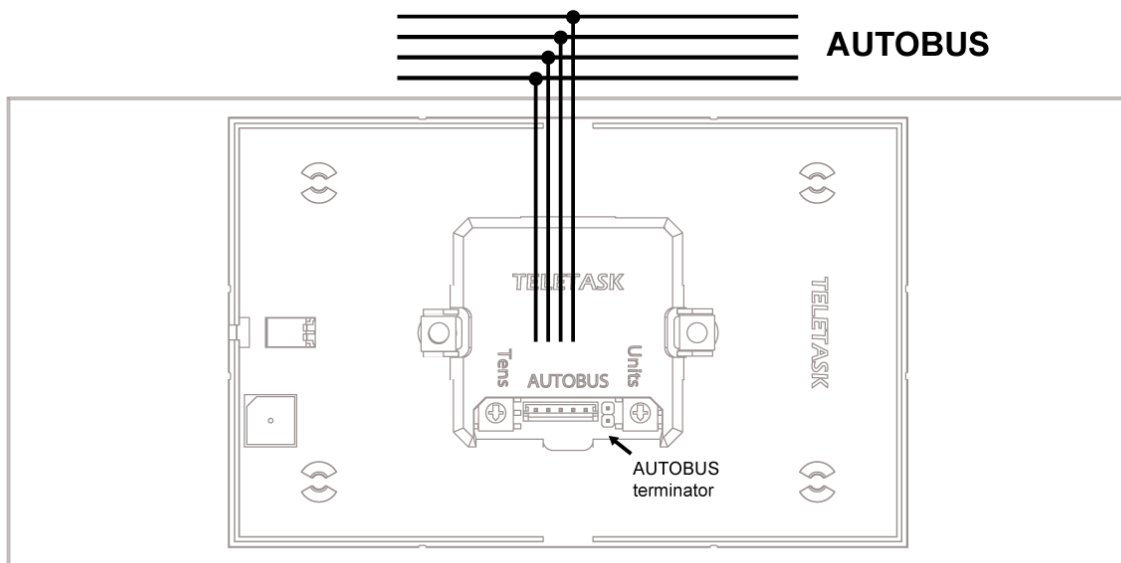 AUTOBUS
TELETASK
TELETASK
Tens
AUTOBUS
Units
AUTOBUS
terminator